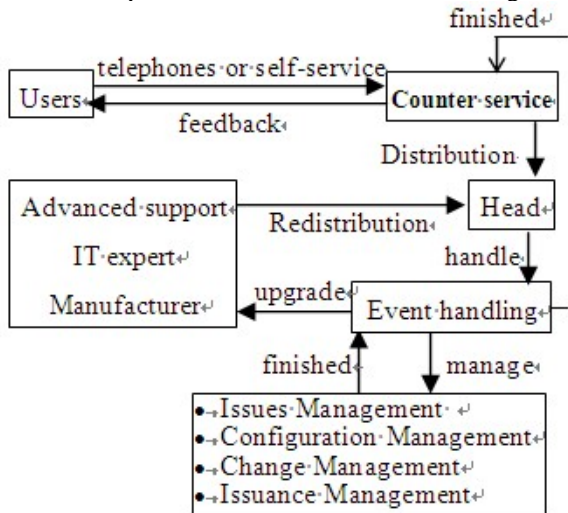 finished
telephones or self-service
Users
Counter service
feedback
Distribution
Advanced support
IT expert
Manufacturer
Redistribution
Head
handle
upgrade
Event handling
finished
manage
Issues Management
Configuration Management
Change Management
Issuance Management